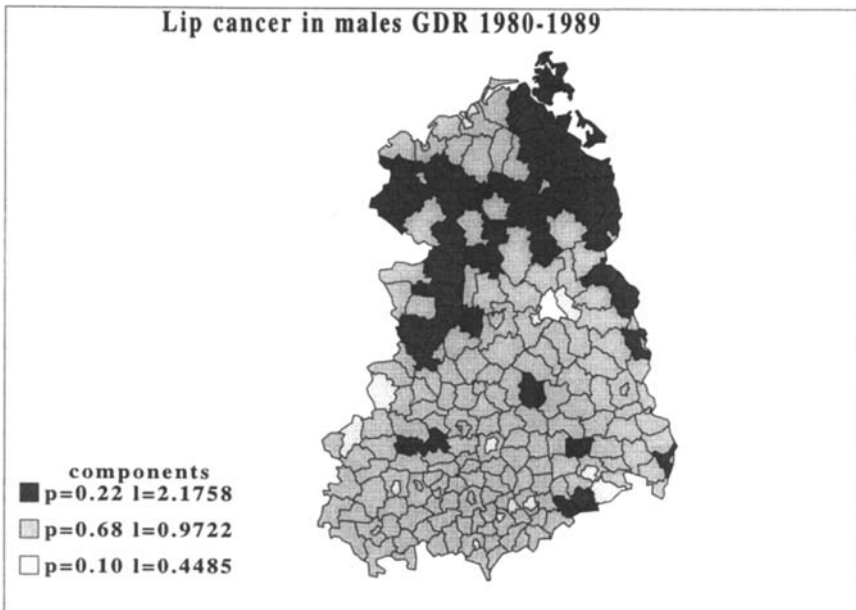 Lip cancer in males GDR 1980-1989
components
p=0.22 l=2.1758
p=0.68 l=0.9722
p=0.10 l=0.4485